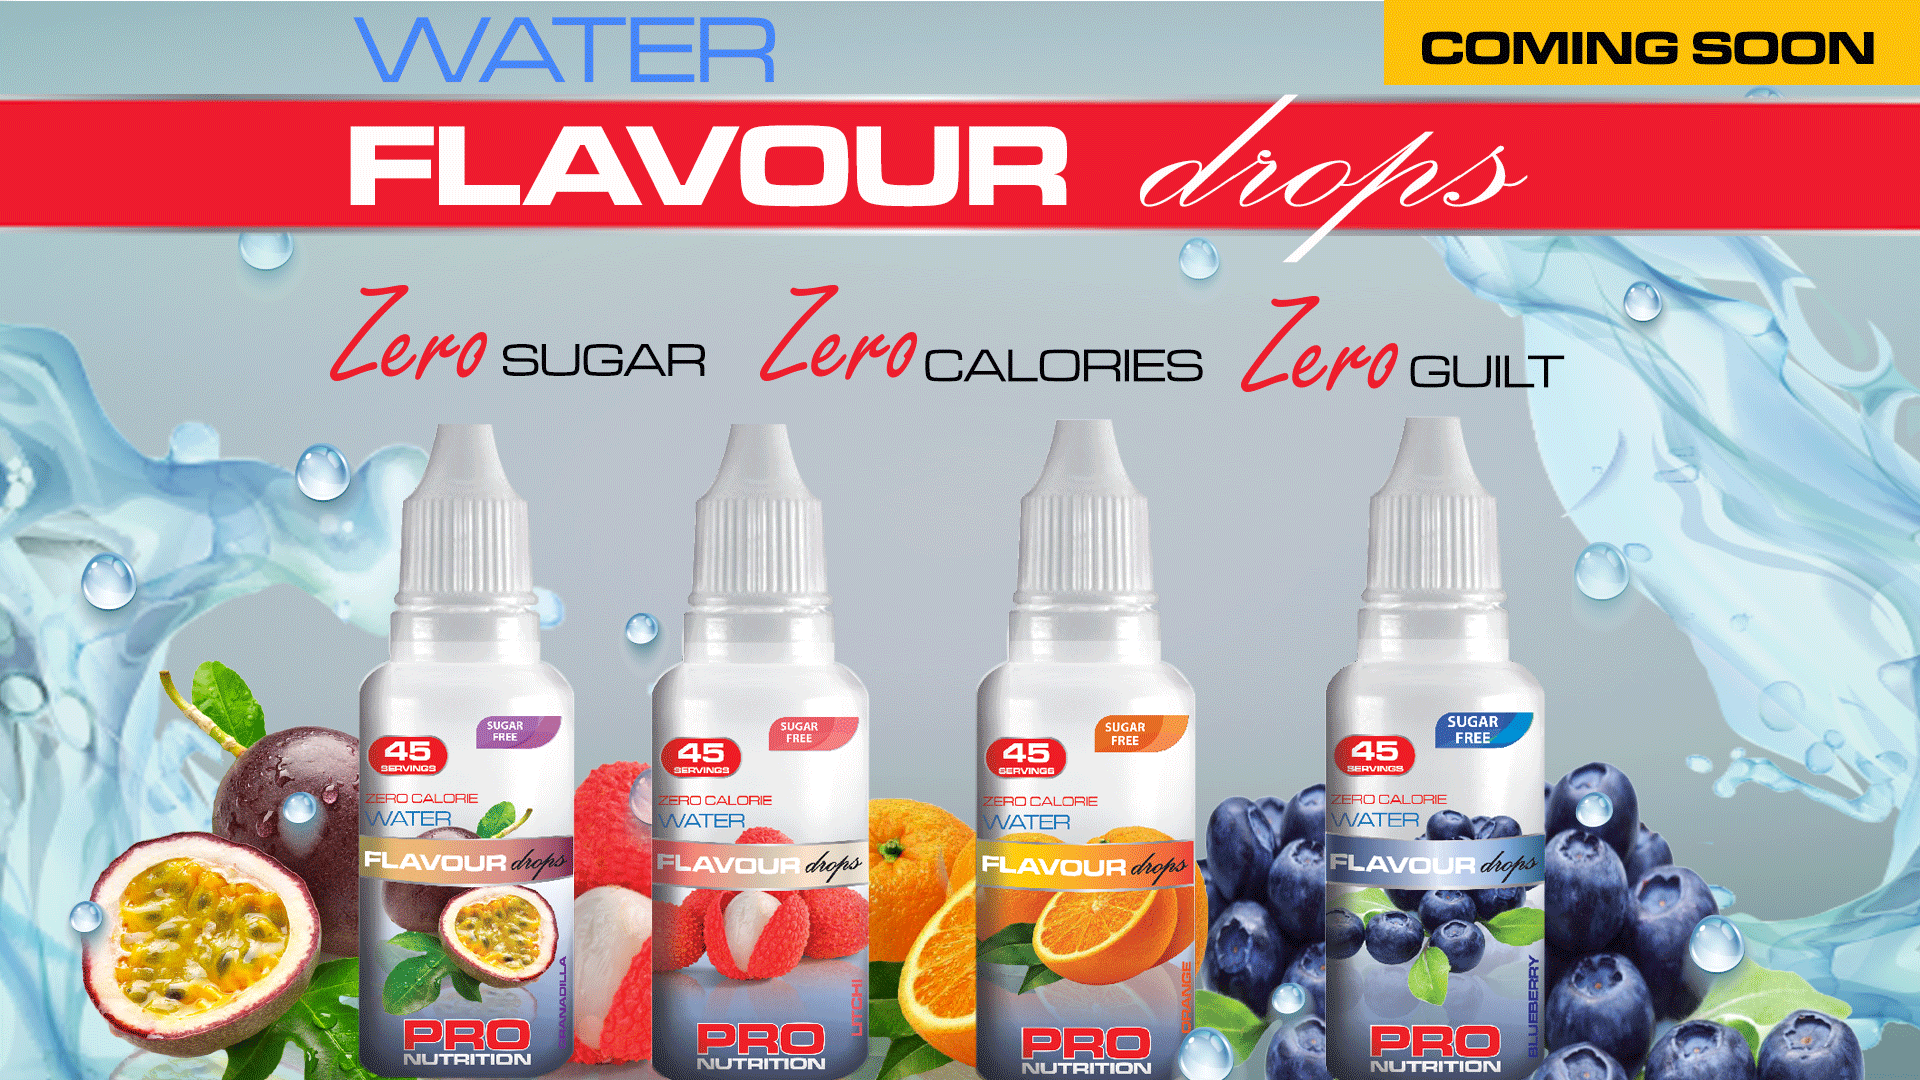 WATER
COMING SOON
FLAVOUR drops
Zero SUGAR
Zero CALORIES
Zero GUILT
SUGAR
FREE
45
SERVINGS
ZERO CALORIE
WATER
FLAVOUR drops
GRANADILLA
PRO
NUTRITION
SUGAR
FREE
45
SERVINGS
ZERO CALORIE
WATER
FLAVOUR drops
LITCHI
PRO
NUTRITION
SUGAR
FREE
45
SERVINGS
ZERO CALORIE
WATER
FLAVOUR drops
ORANGE
PRO
NUTRITION
SUGAR
FREE
45
SERVINGS
ZERO CALORIE
WATER
FLAVOUR drops
BLUEBERRY
PRO
NUTRITION